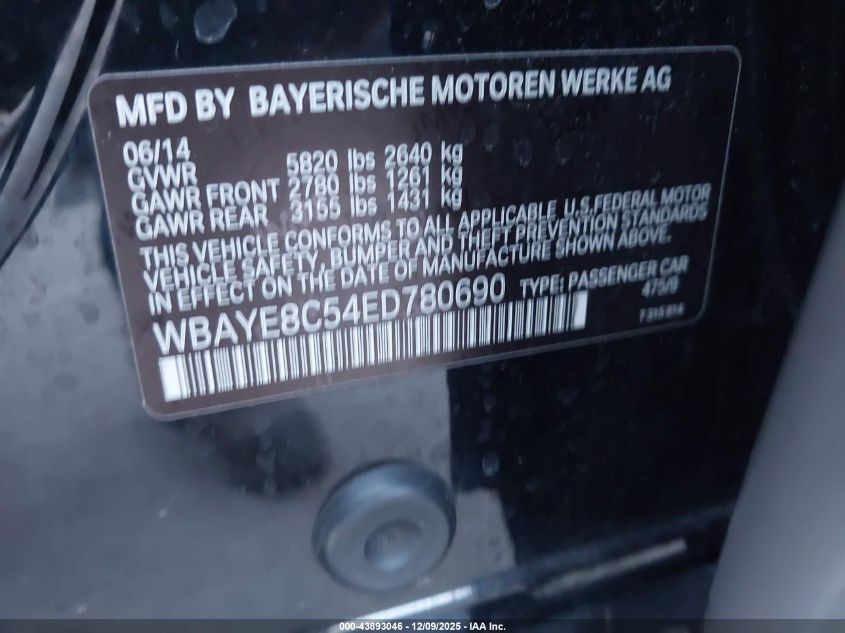 MFD BY BAYERISCHE MOTOREN WERKE AG
06/14
GVWR 5820 lbs 2640 kg
GAWR FRONT 2780 lbs 1261 kg
GAWR REAR 3155 lbs 1431 kg
THIS VEHICLE CONFORMS TO ALL APPLICABLE U.S.FEDERAL MOTOR
VEHICLE SAFETY, BUMPER AND THEFT PREVENTION STANDARDS
IN EFFECT ON THE DATE OF MANUFACTURE SHOWN ABOVE.
WBAYE8C54ED780690 TYPE: PASSENGER CAR
475/9
000-43893046 - 12/09/2025 - IAA Inc.